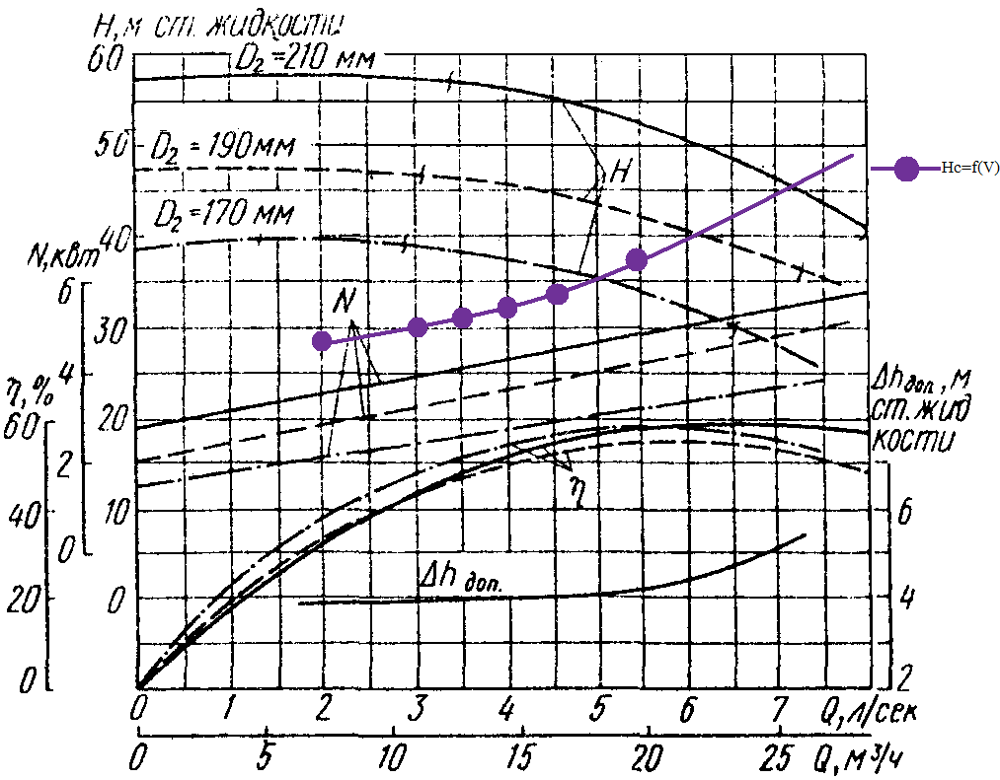 H, м ст. жидкости
60
D₂ = 210 мм
50
D₂ = 190 мм
H
Hc=f(V)
D₂ = 170 мм
40
N, квт
6
N
30
4
η, %
Δh доп., м
ст. жид
кости
60
20
2
η
40
10
6
0
Δh доп.
20
0
4
0
2
0 1 2 3 4 5 6 7 Q, л/сек
0 5 10 15 20 25 Q, м³/ч